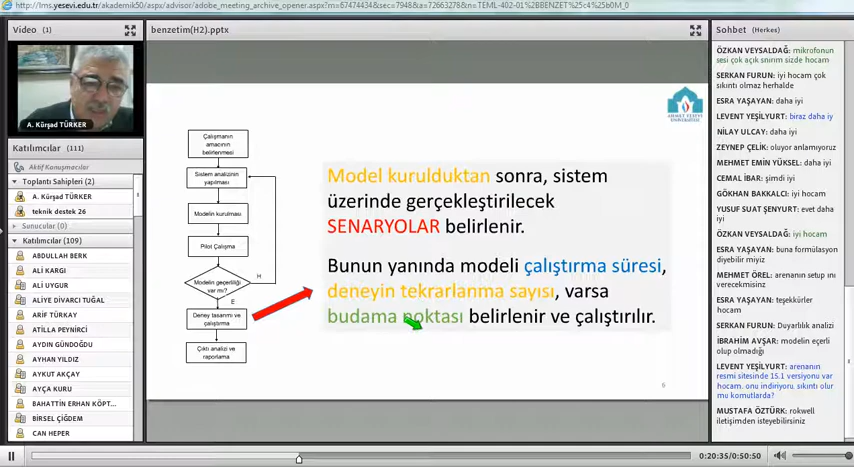 http://lms.yesevi.edu.tr/akademik50/aspx/advisor/adobe_meeting_archive_opener.aspx?m=67474434&sec=7948&a=72663278&n=TEML-402-01%2BBENZET%25c4%25b0M_0
Video (1)
A. Kürşad TÜRKER
Katılımcılar (111)
Aktif Konuşmacılar
Toplantı Sahipleri (2)
A. Kürşad TÜRKER
teknik destek 26
Sunucular (0)
Katılımcılar (109)
ABDULLAH BERK
ALİ KARGI
ALİ UYGUR
ALİYE DİVARCI TUĞAL
ARİF TÜRKAY
ATİLLA PEYNİRCİ
AYDIN GÜNDOĞDU
AYHAN YILDIZ
AYKUT AKÇAY
AYÇA KURU
BAHATTİN ERHAN KÖPT...
BİRSEL ÇİĞDEM
CAN HEPER
benzetim(H2).pptx
AHMET YESEVİ
ÜNİVERSİTESİ
Çalışmanın
amacının
belirlenmesi
Sistem analizinin
yapılması
Modelin kurulması
Pilot Çalışma
Modelin geçerliliği
var mı?
H
E
Deney tasarımı ve
çalıştırma
Çıktı analizi ve
raporlama
Model kurulduktan sonra, sistem
üzerinde gerçekleştirilecek
SENARYOLAR belirlenir.
Bunun yanında modeli çalıştırma süresi,
deneyin tekrarlanma sayısı, varsa
budama noktası belirlenir ve çalıştırılır.
6
Sohbet (Herkes)
ÖZKAN VEYSALDAĞ: mikrofonun
sesi çok açık snırım sizde hocam
SERKAN FURUN: iyi hocam çok
sıkıntı olmaz herhalde
ESRA YAŞAYAN: daha iyi
LEVENT YEŞİLYURT: biraz daha iy
NİLAY ULCAY: daha iyi
ZEYNEP ÇELİK: oluyor anlamıyoruz
MEHMET EMİN YÜKSEL: daha iyi
CEMAL İBAR: şimdi iyi
GÖKHAN BAKKALCI: iyi hocam
YUSUF SUAT ŞENYURT: evet daha
iyi
ÖZKAN VEYSALDAĞ: iyi hocam
ESRA YAŞAYAN: buna formülasyon
diyebilir miyiz
MEHMET ÖREL: arenanın setup ını
verecekmisiniz
ESRA YAŞAYAN: teşekkürler
hocam
SERKAN FURUN: Duyarlılık analizi
İBRAHİM AVŞAR: modelin eçerli
olup olmadığı
LEVENT YEŞİLYURT: arenanın
resmi sitesinde 15.1 versiyonu var
hocam. onu indiriyoru. sıkıntı olur
mu komutlarda?
MUSTAFA ÖZTÜRK: rokwell
iletişimden isteyebilirsiniz
0:20:35/0:50:50